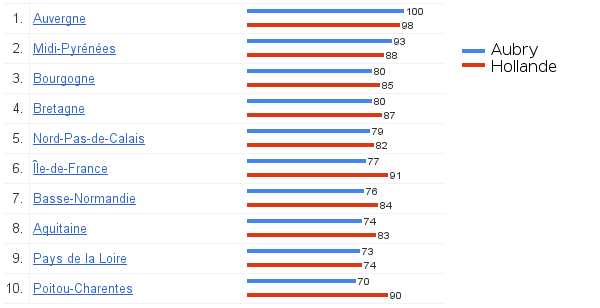 1. Auvergne 100
98
2. Midi-Pyrénées 93
88
3. Bourgogne 80
85
4. Bretagne 80
87
5. Nord-Pas-de-Calais 79
82
6. Île-de-France 77
91
7. Basse-Normandie 76
84
8. Aquitaine 74
83
9. Pays de la Loire 73
74
10. Poitou-Charentes 70
90
Aubry
Hollande